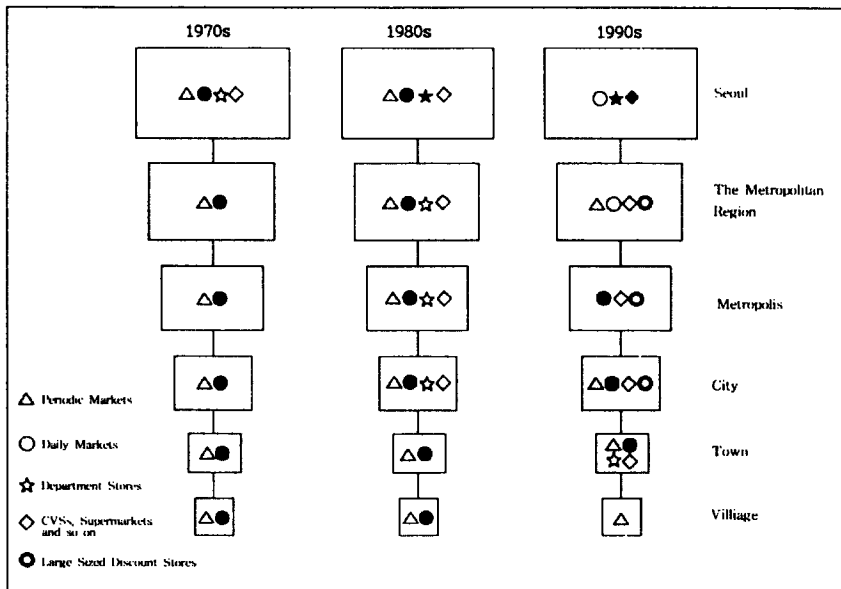 1970s
1980s
1990s
Seoul
The Metropolitan
Region
Metropolis
City
Town
Villiage
Periodic Markets
Daily Markets
Department Stores
CVSs, Supermarkets
and so on
Large Sized Discount Stores